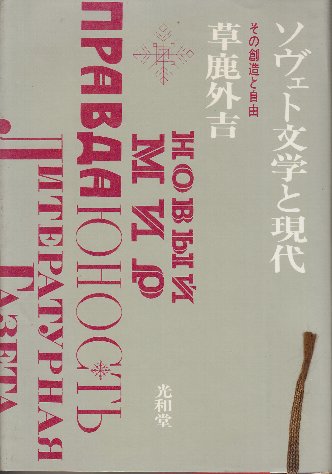 ソヴェト文学と現代
その創造と自由
草鹿外吉
НОВЫЙ
МИР
ПРАВДА
ЮНОСТЬ
ЛИТЕРАТУРНАЯ
ГАЗЕТА
光和堂